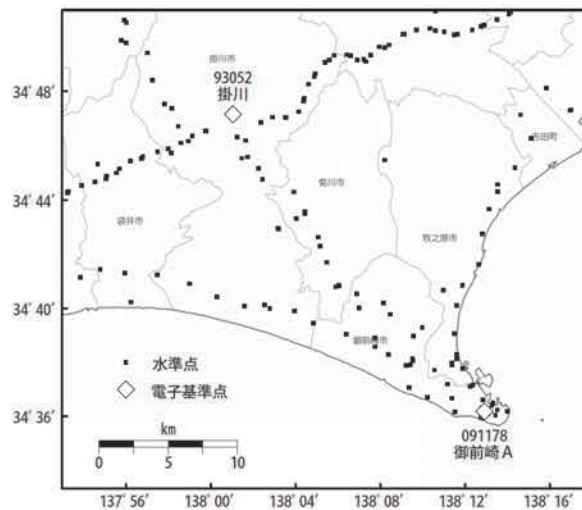 掛川市
93052
掛川
34˚ 48'
吉田町
菊川市
34˚ 44'
袋井市
牧之原市
34˚ 40'
御前崎市
水準点
電子基準点
34˚ 36'
km
0 5 10
091178
御前崎A
137˚ 56' 138˚ 00' 138˚ 04' 138˚ 08' 138˚ 12' 138˚ 16'